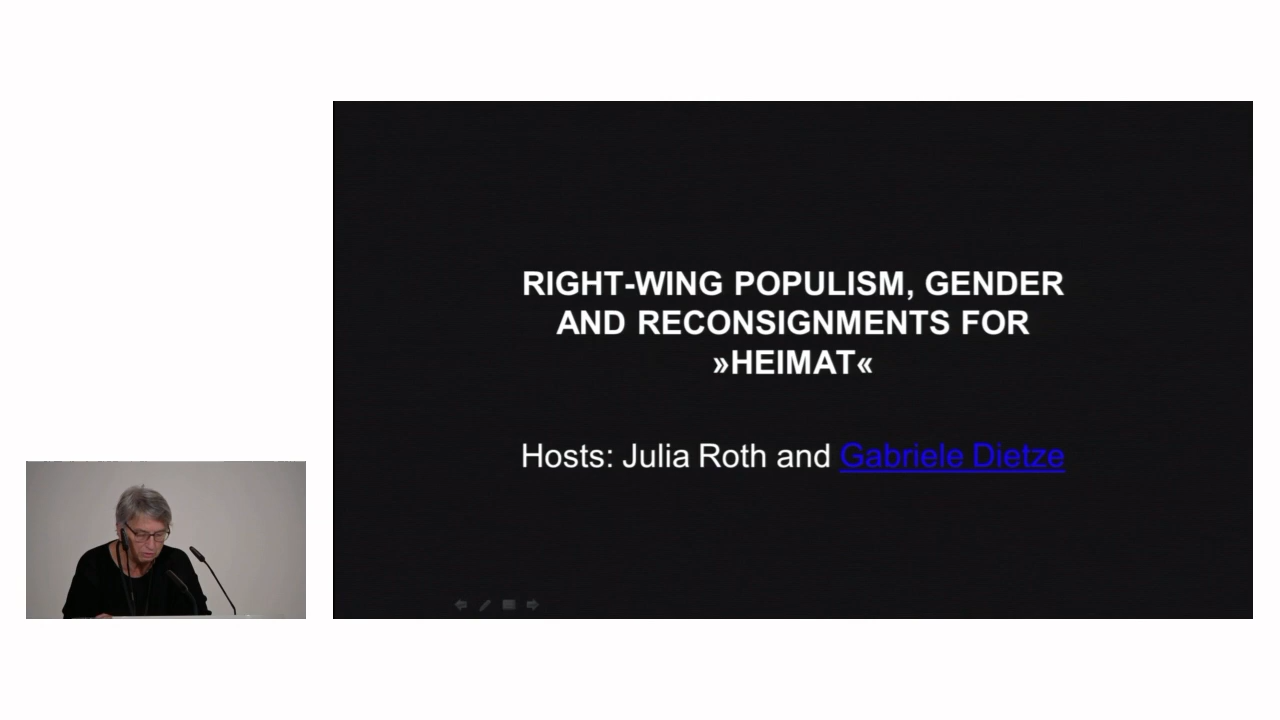 RIGHT-WING POPULISM, GENDER
AND RECONSIGNMENTS FOR
»HEIMAT«
Hosts: Julia Roth and Gabriele Dietze